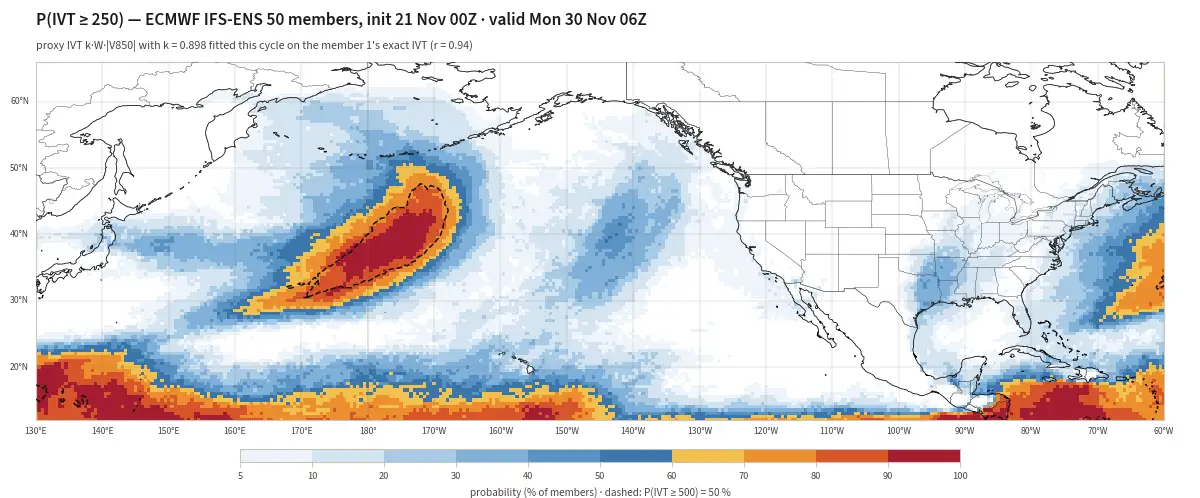 P(IVT ≥ 250) — ECMWF IFS-ENS 50 members, init 21 Nov 00Z · valid Mon 30 Nov 06Z
proxy IVT k·W·|V850| with k = 0.898 fitted this cycle on the member 1's exact IVT (r = 0.94)
60°N
50°N
40°N
30°N
20°N
130°E 140°E 150°E 160°E 170°E 180° 170°W 160°W 150°W 140°W 130°W 120°W 110°W 100°W 90°W 80°W 70°W 60°W
5 10 20 30 40 50 60 70 80 90 100
probability (% of members) · dashed: P(IVT ≥ 500) = 50 %